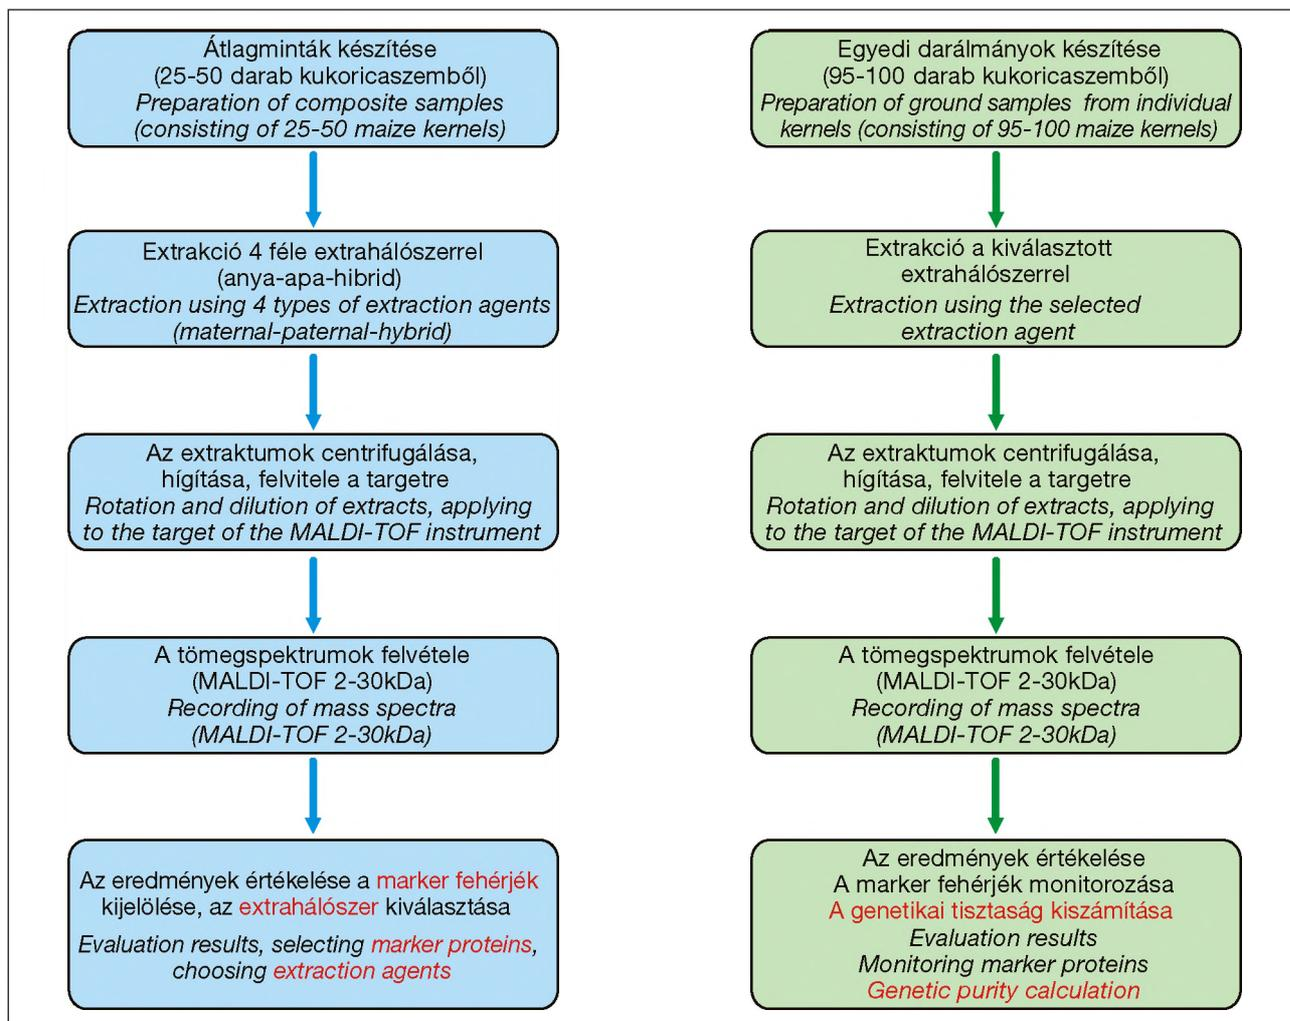 Átlagminták készítése
(25-50 darab kukoricaszemből)
Preparation of composite samples
(consisting of 25-50 maize kernels)
Extrakció 4 féle extrahálószerrel
(anya-apa-hibrid)
Extraction using 4 types of extraction agents
(maternal-paternal-hybrid)
Az extraktumok centrifugálása,
hígítása, felvitele a targetre
Rotation and dilution of extracts, applying
to the target of the MALDI-TOF instrument
A tömegspektrumok felvétele
(MALDI-TOF 2-30kDa)
Recording of mass spectra
(MALDI-TOF 2-30kDa)
Az eredmények értékelése a marker fehérjék
kijelölése, az extrahálószer kiválasztása
Evaluation results, selecting marker proteins,
choosing extraction agents
Egyedi darálmányok készítése
(95-100 darab kukoricaszemből)
Preparation of ground samples from individual
kernels (consisting of 95-100 maize kernels)
Extrakció a kiválasztott
extrahálószerrel
Extraction using the selected
extraction agent
Az extraktumok centrifugálása,
hígítása, felvitele a targetre
Rotation and dilution of extracts, applying
to the target of the MALDI-TOF instrument
A tömegspektrumok felvétele
(MALDI-TOF 2-30kDa)
Recording of mass spectra
(MALDI-TOF 2-30kDa)
Az eredmények értékelése
A marker fehérjék monitorozása
A genetikai tisztaság kiszámítása
Evaluation results
Monitoring marker proteins
Genetic purity calculation